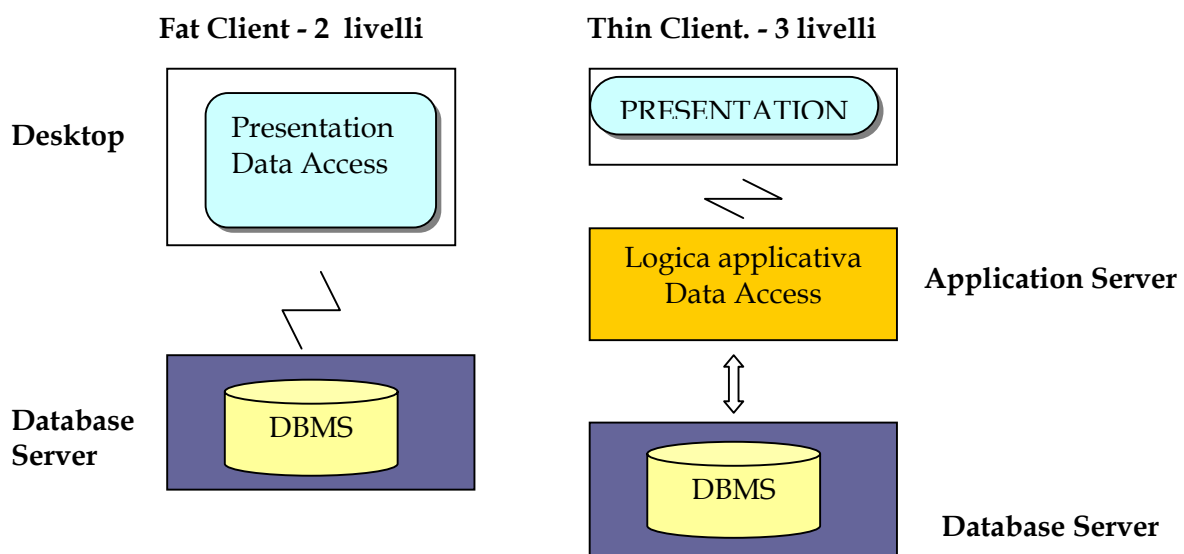 Fat Client - 2 livelli
Thin Client. - 3 livelli
Desktop
Presentation
Data Access
PRESENTATION
Logica applicativa
Data Access
Application Server
Database
Server
DBMS
DBMS
Database Server